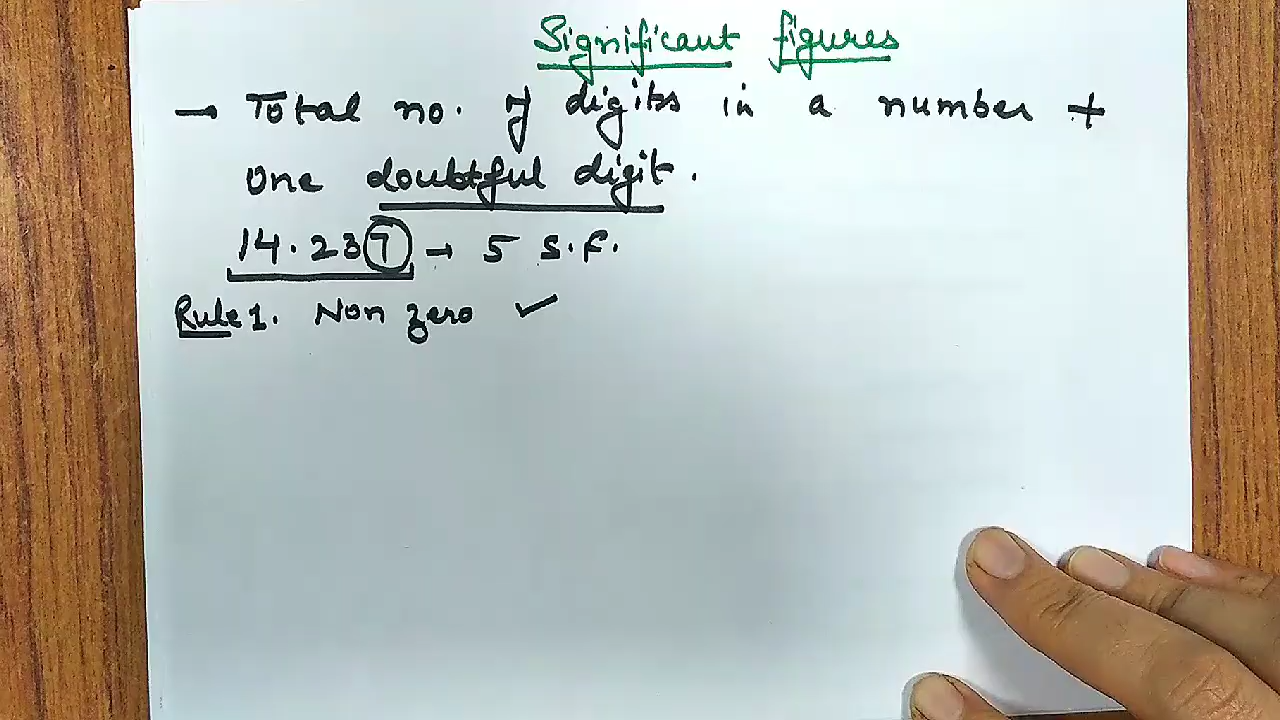 Significant figures
→ Total no. of digits in a number +
one doubtful digit.
14.237 → 5 S.F.
Rule 1. Non zero ✓